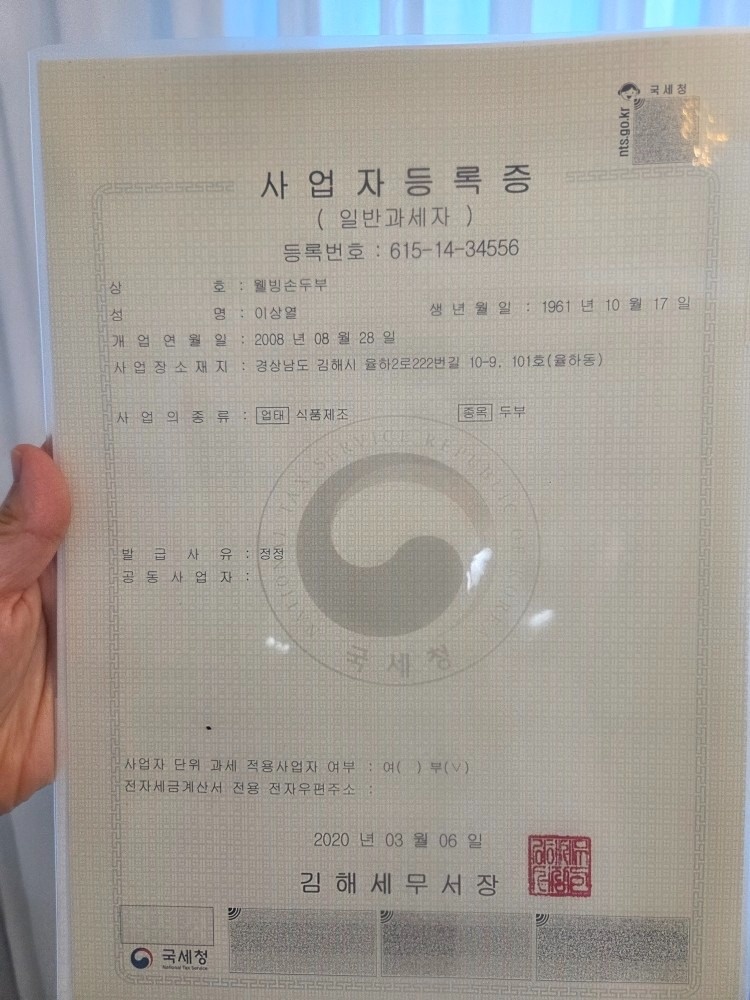 국세청
nts.go.kr
사업자등록증
( 일반과세자 )
등록번호 : 615-14-34556
상 호 : 웰빙손두부
성 명 : 이상열 생 년 월 일 : 1961 년 10 월 17 일
개 업 연 월 일 : 2008 년 08 월 28 일
사 업 장 소 재 지 : 경상남도 김해시 율하2로222번길 10-9, 101호(율하동)
사 업 의 종 류 : 업태 식품제조 종목 두부
NATIONAL TAX SERVICE REPUBLIC OF KOREA
국세청
발 급 사 유 : 정정
공 동 사 업 자 :
사업자 단위 과세 적용사업자 여부 : 여( ) 부(∨)
전자세금계산서 전용 전자우편주소 :
2020 년 03 월 06 일
김해세무서장
국세청
National Tax Service